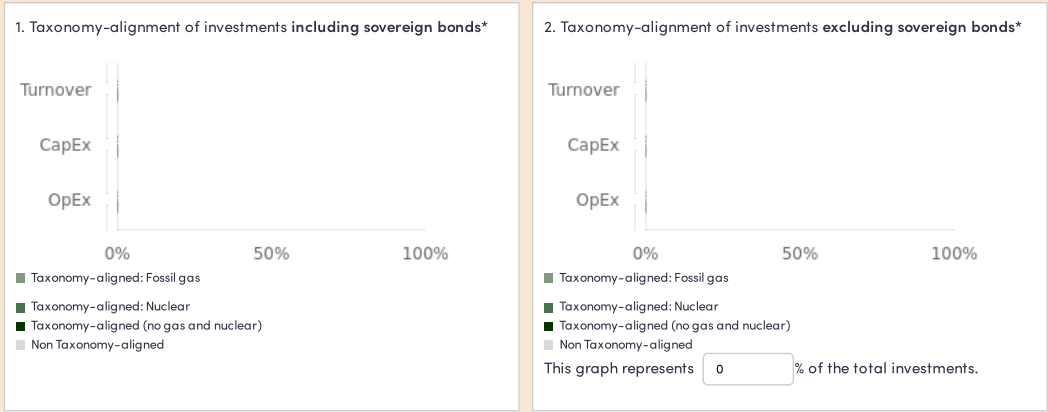 1. Taxonomy-alignment of investments including sovereign bonds*
Turnover
CapEx
OpEx
0% 50% 100%
Taxonomy-aligned: Fossil gas
Taxonomy-aligned: Nuclear
Taxonomy-aligned (no gas and nuclear)
Non Taxonomy-aligned
2. Taxonomy-alignment of investments excluding sovereign bonds*
Turnover
CapEx
OpEx
0% 50% 100%
Taxonomy-aligned: Fossil gas
Taxonomy-aligned: Nuclear
Taxonomy-aligned (no gas and nuclear)
Non Taxonomy-aligned
This graph represents 0 % of the total investments.